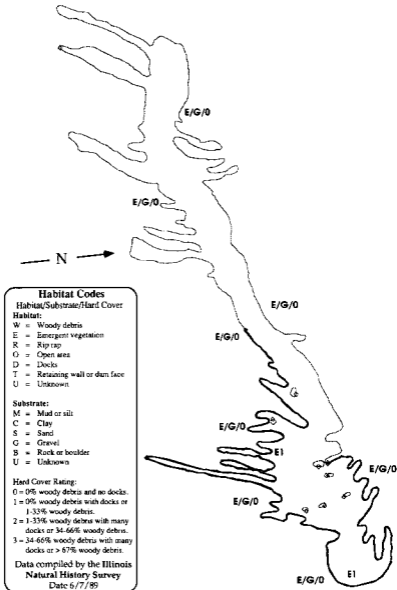 E/G/0
E/G/0
N
E/G/0
E/G/0
Habitat Codes
Habitat/Substrate/Hard Cover
Habitat:
W = Woody debris
E = Emergent vegetation
R = Rip rap
O = Open area
D = Docks
T = Retaining wall or dam face
U = Unknown
Substrate:
M = Mud or silt
C = Clay
S = Sand
G = Gravel
B = Rock or boulder
U = Unknown
Hard Cover Rating:
0 = 0% woody debris and no docks.
1 = 0% woody debris with docks or
1-33% woody debris.
2 = 1-33% woody debris with many
docks or 34-66% woody debris.
3 = 34-66% woody debris with many
docks or > 67% woody debris.
Data compiled by the Illinois
Natural History Survey
Date 6/7/89
E/G/0
E1
E/G/0
E/G/0
E/G/0
E1